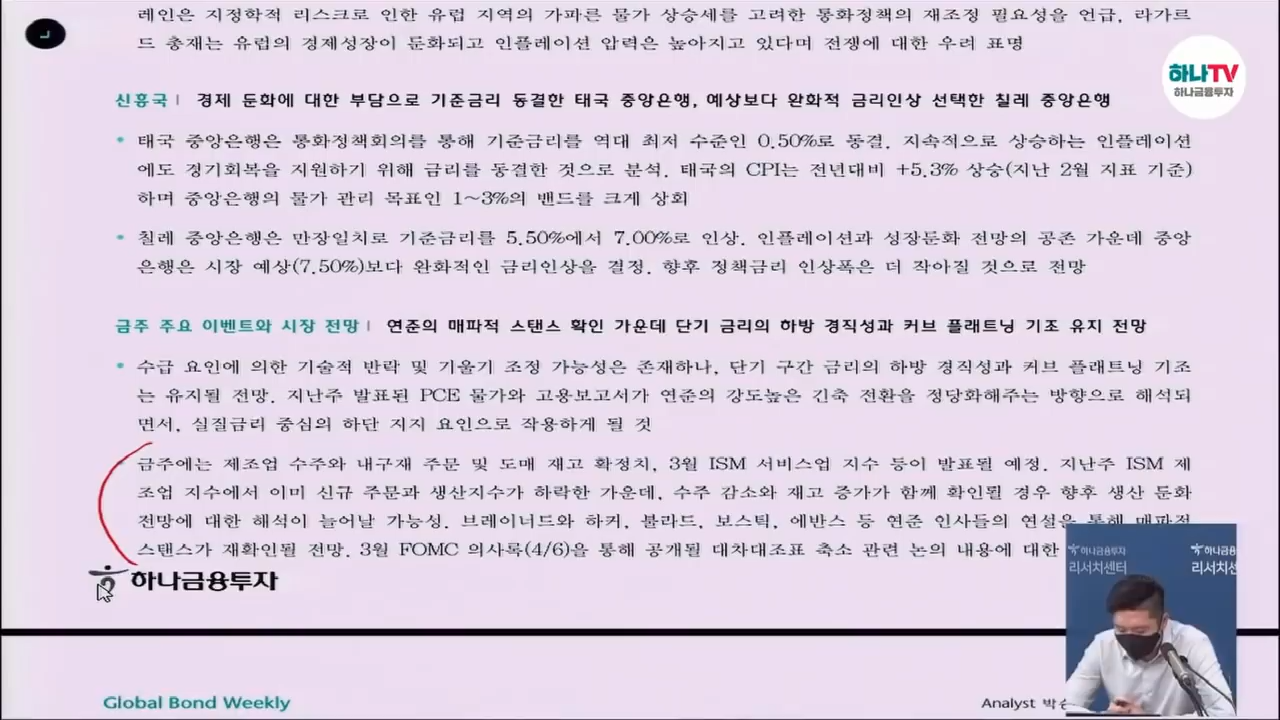 레인은 지정학적 리스크로 인한 유럽 지역의 가파른 물가 상승세를 고려한 통화정책의 재조정 필요성을 언급, 라가르
드 총재는 유럽의 경제성장이 둔화되고 인플레이션 압력은 높아지고 있다며 전쟁에 대한 우려 표명
하나TV
하나금융투자
신흥국 | 경제 둔화에 대한 부담으로 기준금리 동결한 태국 중앙은행, 예상보다 완화적 금리인상 선택한 칠레 중앙은행
• 태국 중앙은행은 통화정책회의를 통해 기준금리를 역대 최저 수준인 0.50%로 동결. 지속적으로 상승하는 인플레이션
에도 경기회복을 지원하기 위해 금리를 동결한 것으로 분석. 태국의 CPI는 전년대비 +5.3% 상승(지난 2월 지표 기준)
하며 중앙은행의 물가 관리 목표인 1~3%의 밴드를 크게 상회
• 칠레 중앙은행은 만장일치로 기준금리를 5.50%에서 7.00%로 인상. 인플레이션과 성장둔화 전망의 공존 가운데 중앙
은행은 시장 예상(7.50%)보다 완화적인 금리인상을 결정. 향후 정책금리 인상폭은 더 작아질 것으로 전망
금주 주요 이벤트와 시장 전망 | 연준의 매파적 스탠스 확인 가운데 단기 금리의 하방 경직성과 커브 플래트닝 기조 유지 전망
• 수급 요인에 의한 기술적 반락 및 기울기 조정 가능성은 존재하나, 단기 구간 금리의 하방 경직성과 커브 플래트닝 기조
는 유지될 전망. 지난주 발표된 PCE 물가와 고용보고서가 연준의 강도높은 긴축 전환을 정당화해주는 방향으로 해석되
면서, 실질금리 중심의 하단 지지 요인으로 작용하게 될 것
• 금주에는 제조업 수주와 내구재 주문 및 도매 재고 확정치, 3월 ISM 서비스업 지수 등이 발표될 예정. 지난주 ISM 제
조업 지수에서 이미 신규 주문과 생산지수가 하락한 가운데, 수주 감소와 재고 증가가 함께 확인될 경우 향후 생산 둔화
전망에 대한 해석이 늘어날 가능성. 브레이너드와 하커, 불라드, 보스틱, 에반스 등 연준 인사들의 연설을 통해 매파적
스탠스가 재확인될 전망. 3월 FOMC 의사록(4/6)을 통해 공개될 대차대조표 축소 관련 논의 내용에 대한
하나금융투자
리서치센터
하나금융
리서치센
하나금융투자
Global Bond Weekly
Analyst 박